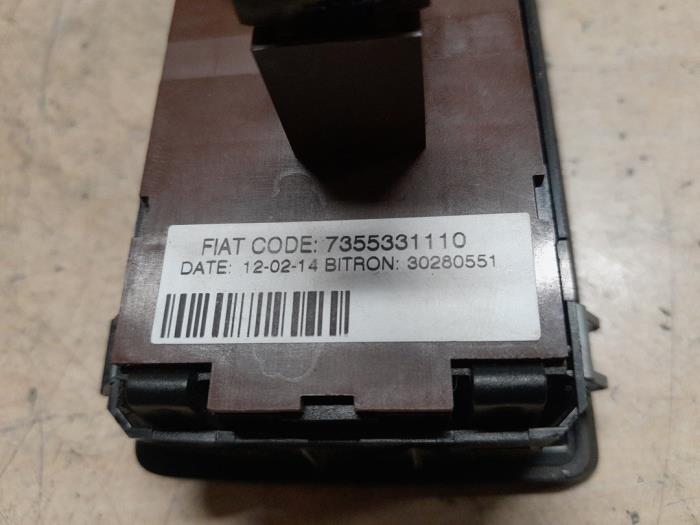 FIAT CODE: 7355331110
DATE: 12-02-14 BITRON: 30280551